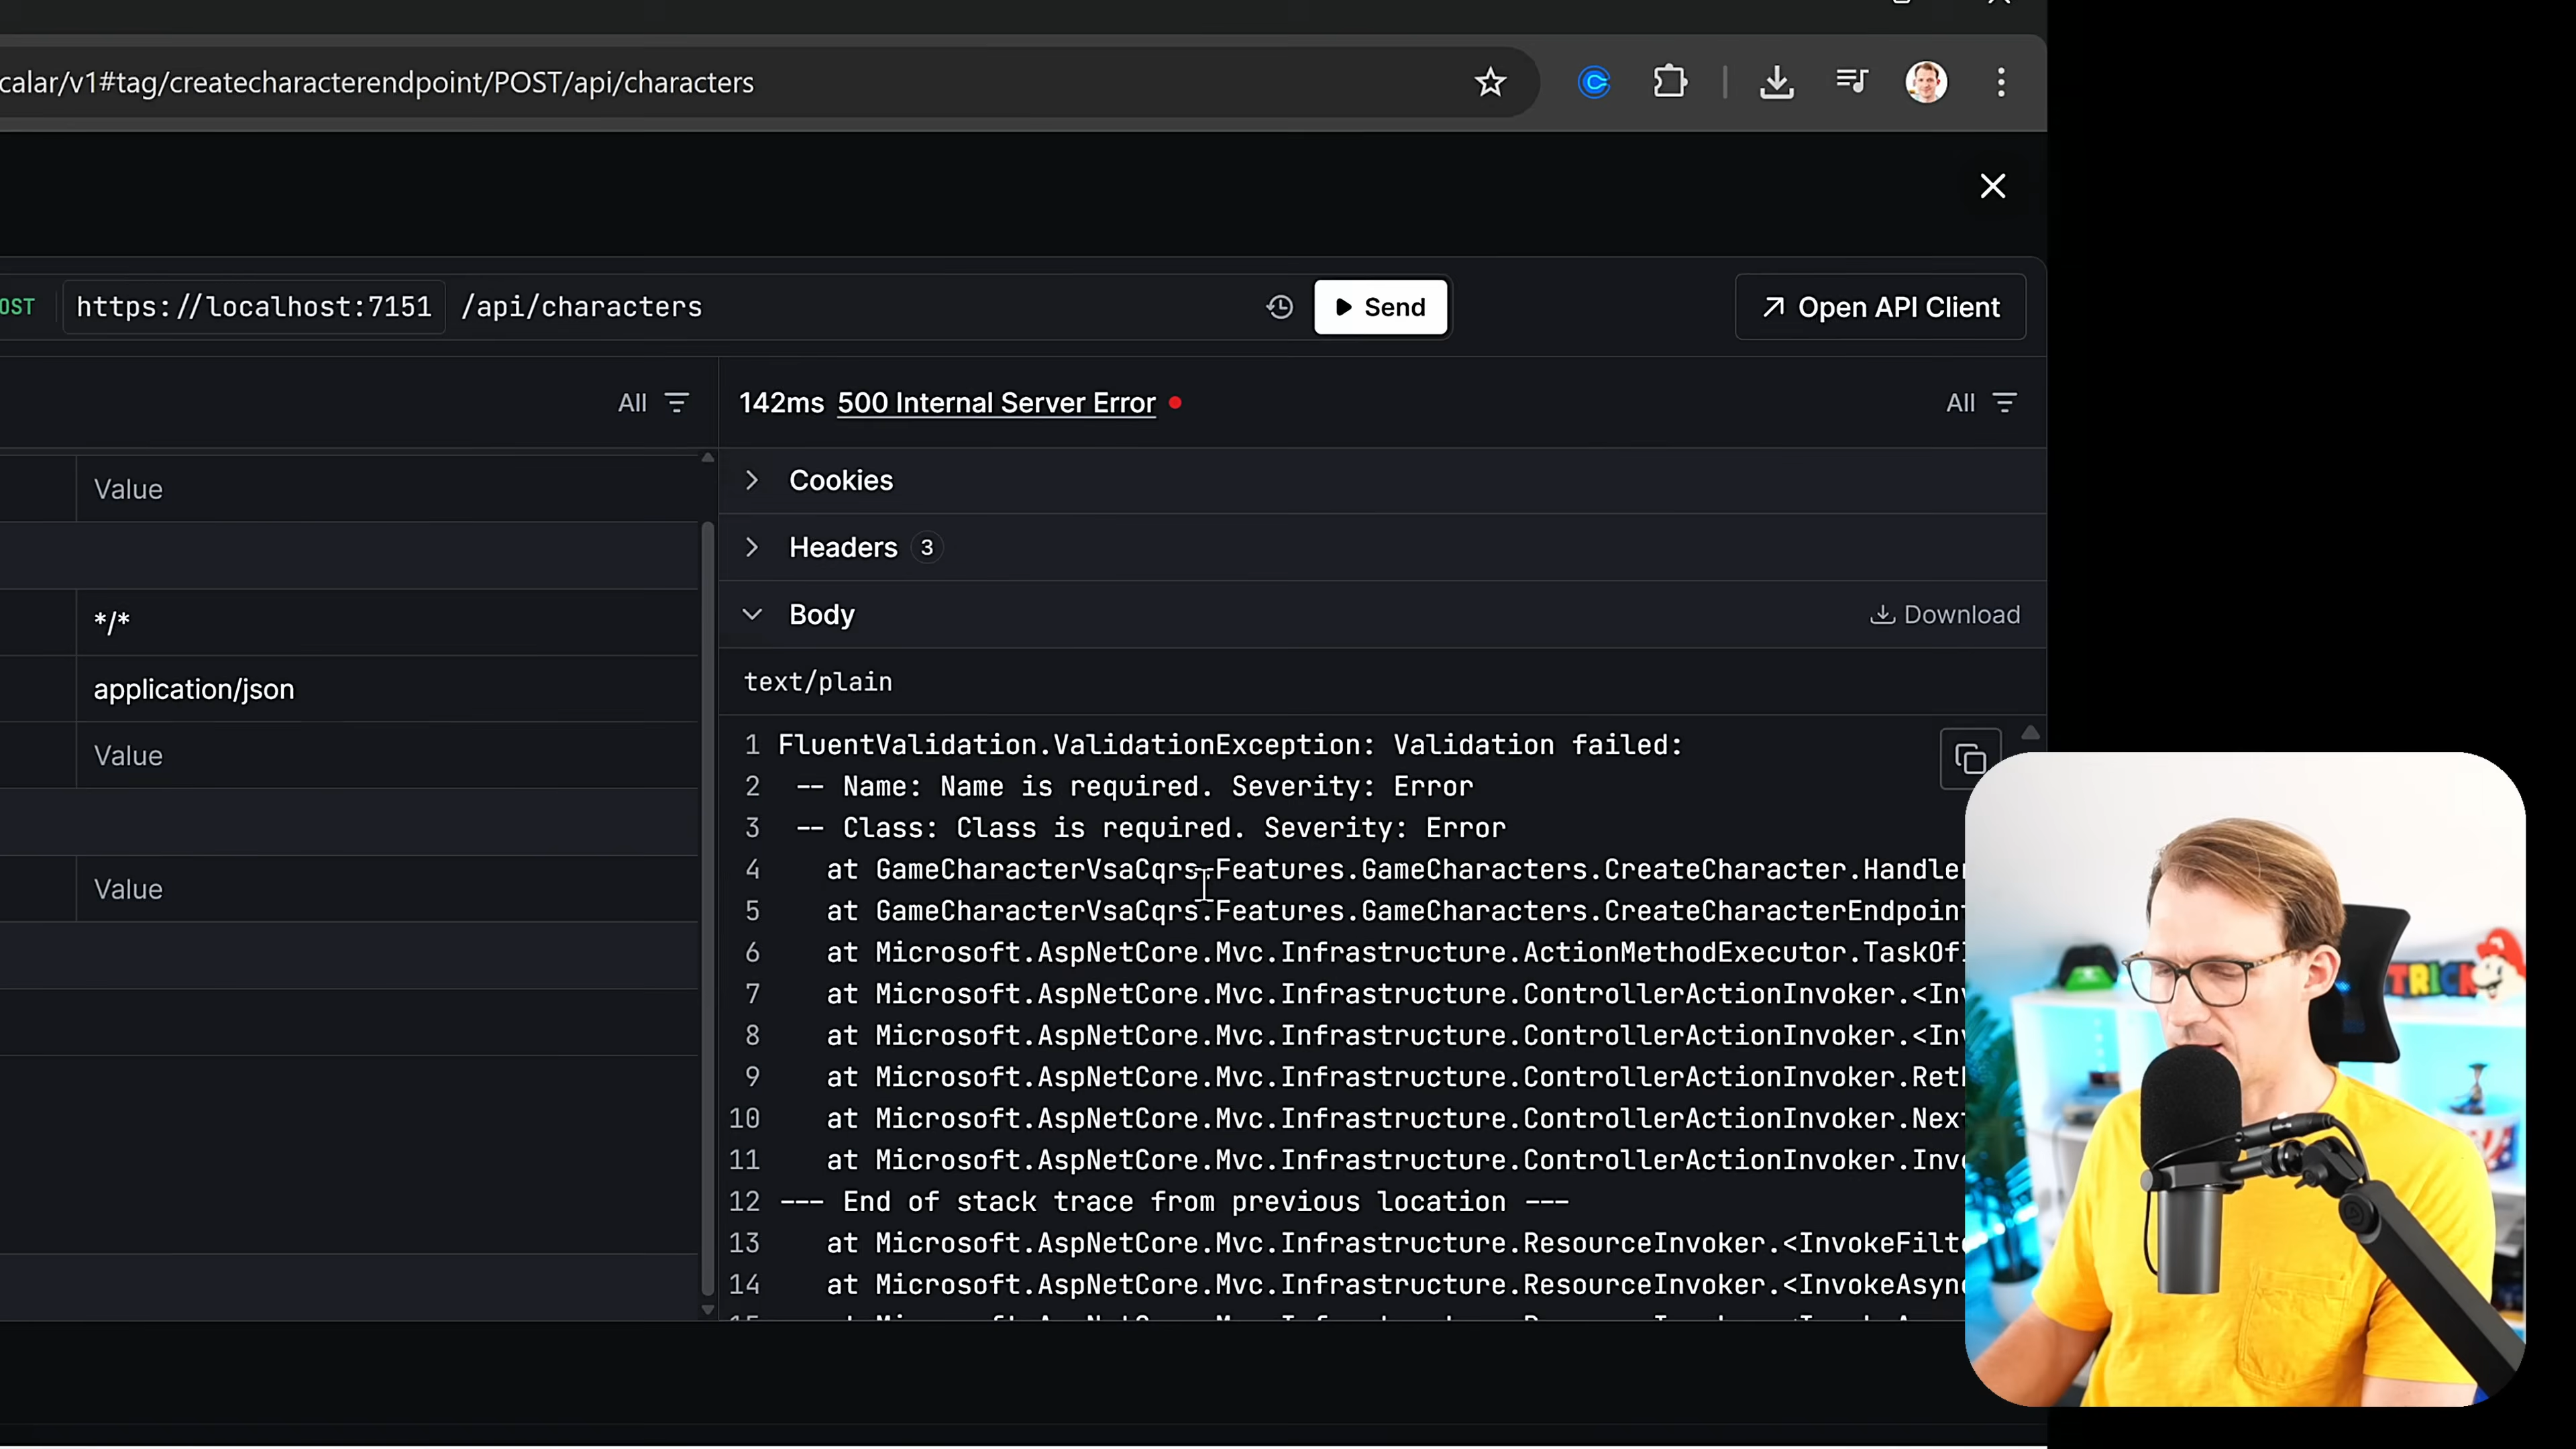 calar/v1#tag/createcharacterendpoint/POST/api/characters
OST https://localhost:7151 /api/characters Send Open API Client
All 142ms 500 Internal Server Error All
Value Cookies
Headers 3
*/* Body Download
application/json text/plain
Value
Value
1 FluentValidation.ValidationException: Validation failed:
2 -- Name: Name is required. Severity: Error
3 -- Class: Class is required. Severity: Error
4 at GameCharacterVsaCqrs.Features.GameCharacters.CreateCharacter.Handler
5 at GameCharacterVsaCqrs.Features.GameCharacters.CreateCharacterEndpoint
6 at Microsoft.AspNetCore.Mvc.Infrastructure.ActionMethodExecutor.TaskOf
7 at Microsoft.AspNetCore.Mvc.Infrastructure.ControllerActionInvoker.<Inv
8 at Microsoft.AspNetCore.Mvc.Infrastructure.ControllerActionInvoker.<Inv
9 at Microsoft.AspNetCore.Mvc.Infrastructure.ControllerActionInvoker.Reth
10 at Microsoft.AspNetCore.Mvc.Infrastructure.ControllerActionInvoker.Next
11 at Microsoft.AspNetCore.Mvc.Infrastructure.ControllerActionInvoker.Invo
12 --- End of stack trace from previous location ---
13 at Microsoft.AspNetCore.Mvc.Infrastructure.ResourceInvoker.<InvokeFilte
14 at Microsoft.AspNetCore.Mvc.Infrastructure.ResourceInvoker.<InvokeAsync
TRICK